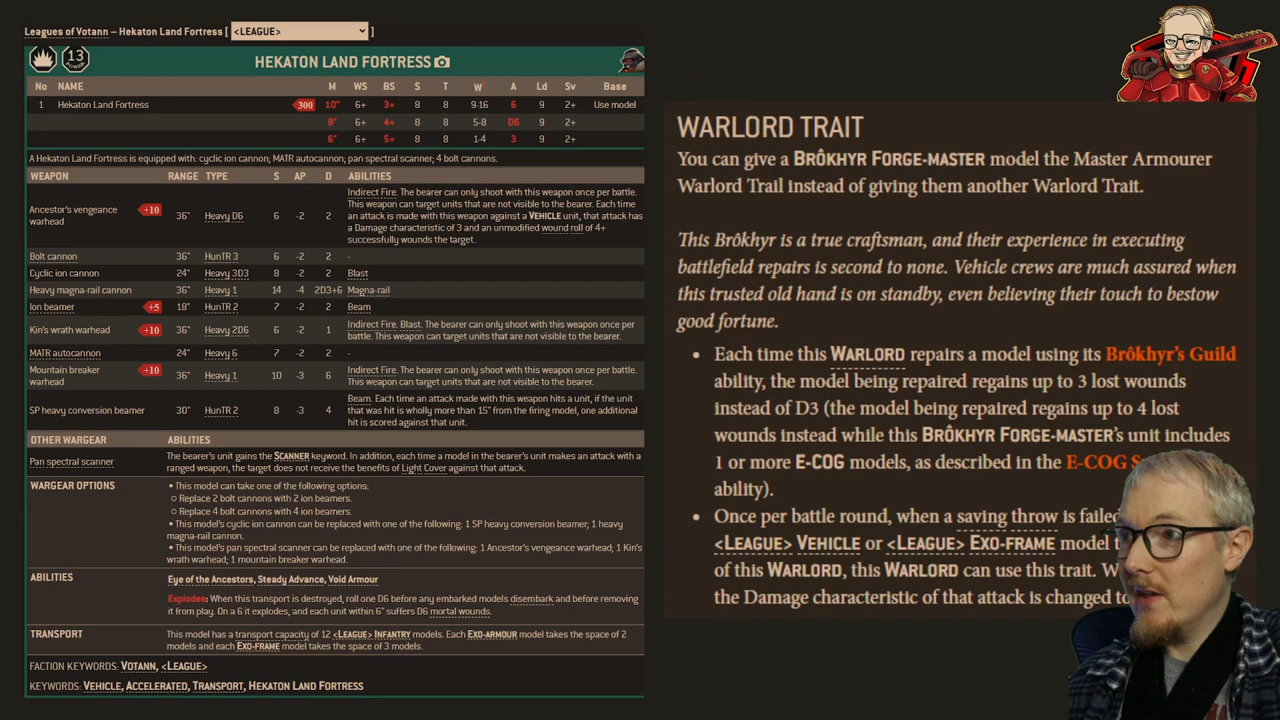 Leagues of Votann – Hekaton Land Fortress [ <LEAGUE> ]
13
POWER
HEKATON LAND FORTRESS
No NAME M WS BS S T W A Ld Sv Base
1 Hekaton Land Fortress 300 10" 6+ 3+ 8 8 9-16 6 9 2+ Use model
8" 6+ 4+ 8 8 5-8 D6 9 2+
6" 6+ 5+ 8 8 1-4 3 9 2+
A Hekaton Land Fortress is equipped with: cyclic ion cannon; MATR autocannon; pan spectral scanner; 4 bolt cannons.
WEAPON RANGE TYPE S AP D ABILITIES
Ancestor's vengeance warhead +10 36" Heavy D6 6 -2 2 Indirect Fire. The bearer can only shoot with this weapon once per battle.
This weapon can target units that are not visible to the bearer. Each time
an attack is made with this weapon against a VEHICLE unit, that attack has
a Damage characteristic of 3 and an unmodified wound roll of 4+
successfully wounds the target.
Bolt cannon 36" HunTR 3 6 -2 2 -
Cyclic ion cannon 24" Heavy 3D3 8 -2 2 Blast
Heavy magna-rail cannon 36" Heavy 1 14 -4 2D3+6 Magna-rail
Ion beamer +5 18" HunTR 2 7 -2 2 Beam
Kin's wrath warhead +10 36" Heavy 2D6 6 -2 1 Indirect Fire. Blast. The bearer can only shoot with this weapon once per
battle. This weapon can target units that are not visible to the bearer.
MATR autocannon 24" Heavy 6 7 -2 2 -
Mountain breaker warhead +10 36" Heavy 1 10 -3 6 Indirect Fire. The bearer can only shoot with this weapon once per battle.
This weapon can target units that are not visible to the bearer.
SP heavy conversion beamer 30" HunTR 2 8 -3 4 Beam. Each time an attack made with this weapon hits a unit, if the unit
that was hit is wholly more than 15" from the firing model, one additional
hit is scored against that unit.
OTHER WARGEAR ABILITIES
Pan spectral scanner The bearer's unit gains the SCANNER keyword. In addition, each time a model in the bearer's unit makes an attack with a
ranged weapon, the target does not receive the benefits of Light Cover against that attack.
WARGEAR OPTIONS • This model can take one of the following options:
○ Replace 2 bolt cannons with 2 ion beamers.
○ Replace 4 bolt cannons with 4 ion beamers.
• This model's cyclic ion cannon can be replaced with one of the following: 1 SP heavy conversion beamer; 1 heavy
magna-rail cannon.
• This model's pan spectral scanner can be replaced with one of the following: 1 Ancestor's vengeance warhead; 1 Kin's
wrath warhead; 1 mountain breaker warhead.
ABILITIES Eye of the Ancestors, Steady Advance, Void Armour
Explodes: When this transport is destroyed, roll one D6 before any embarked models disembark and before removing
it from play. On a 6 it explodes, and each unit within 6" suffers D6 mortal wounds.
TRANSPORT This model has a transport capacity of 12 <LEAGUE> INFANTRY models. Each EXO-ARMOUR model takes the space of 2
models and each EXO-FRAME model takes the space of 3 models.
FACTION KEYWORDS: VOTANN, <LEAGUE>
KEYWORDS: VEHICLE, ACCELERATED, TRANSPORT, HEKATON LAND FORTRESS
WARLORD TRAIT
You can give a BRÔKHYR FORGE-MASTER model the Master Armourer
Warlord Trail instead of giving them another Warlord Trait.
This Brôkhyr is a true craftsman, and their experience in executing
battlefield repairs is second to none. Vehicle crews are much assured when
this trusted old hand is on standby, even believing their touch to bestow
good fortune.
• Each time this WARLORD repairs a model using its Brôkhyr's Guild
ability, the model being repaired regains up to 3 lost wounds
instead of D3 (the model being repaired regains up to 4 lost
wounds instead while this BRÔKHYR FORGE-MASTER's unit includes
1 or more E-COG models, as described in the E-COG S
ability).
• Once per battle round, when a saving throw is failed
<LEAGUE> VEHICLE or <LEAGUE> EXO-FRAME model
of this WARLORD, this WARLORD can use this trait.
the Damage characteristic of that attack is changed